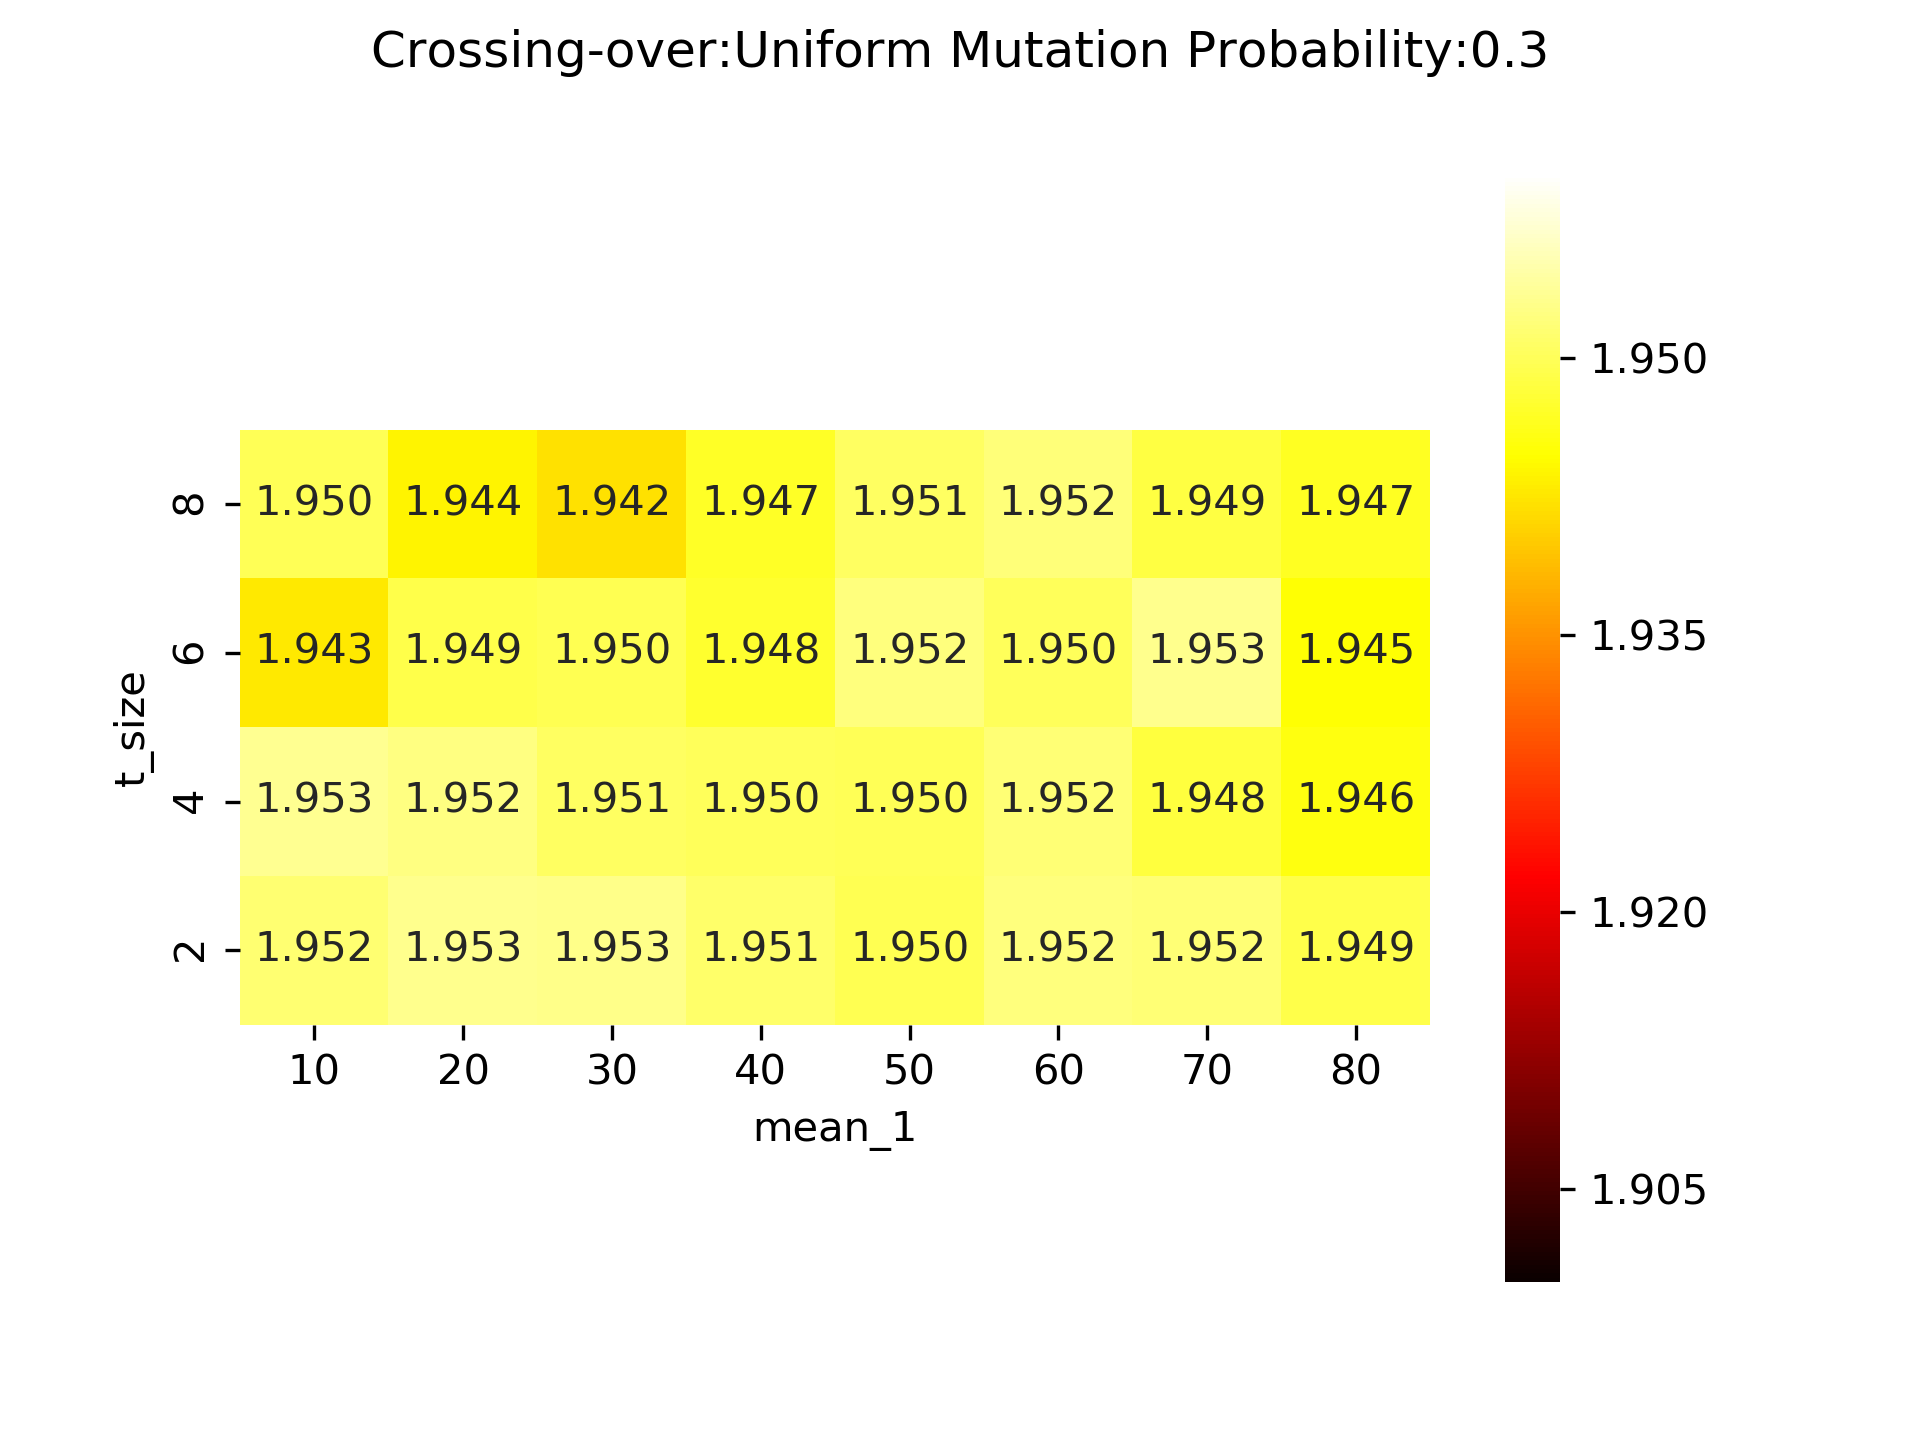 Crossing-over:Uniform Mutation Probability:0.3
8 1.950 1.944 1.942 1.947 1.951 1.952 1.949 1.947
6 1.943 1.949 1.950 1.948 1.952 1.950 1.953 1.945
4 1.953 1.952 1.951 1.950 1.950 1.952 1.948 1.946
2 1.952 1.953 1.953 1.951 1.950 1.952 1.952 1.949
10 20 30 40 50 60 70 80
mean_1
t_size
1.950
1.935
1.920
1.905